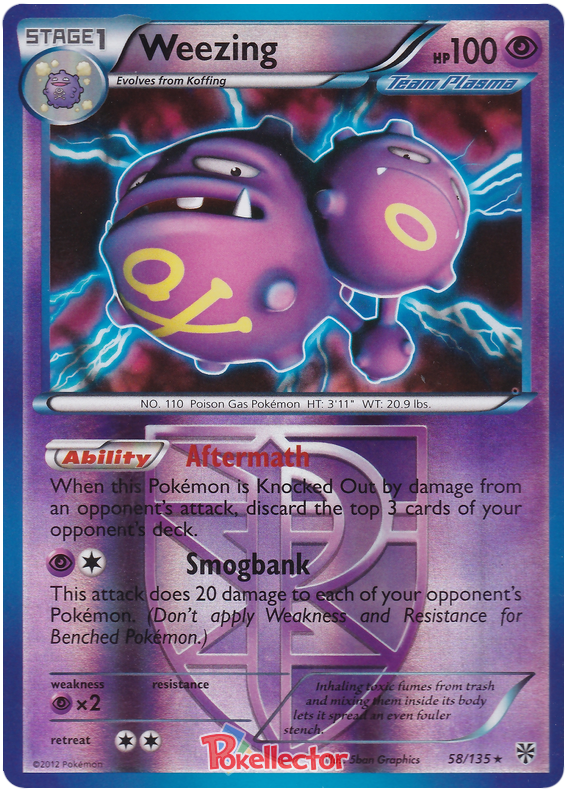 STAGE1
Weezing
HP100
Evolves from Koffing
Team Plasma
NO. 110 Poison Gas Pokémon HT: 3'11" WT: 20.9 lbs.
Ability Aftermath
When this Pokémon is Knocked Out by damage from
an opponent's attack, discard the top 3 cards of your
opponent's deck.
Smogbank
This attack does 20 damage to each of your opponent's
Pokémon. (Don't apply Weakness and Resistance for
Benched Pokémon.)
weakness resistance
×2
retreat
Inhaling toxic fumes from trash
and mixing them inside its body
lets it spread an even fouler
stench.
5ban Graphics
58/135★
©2012 Pokémon
Pokellector